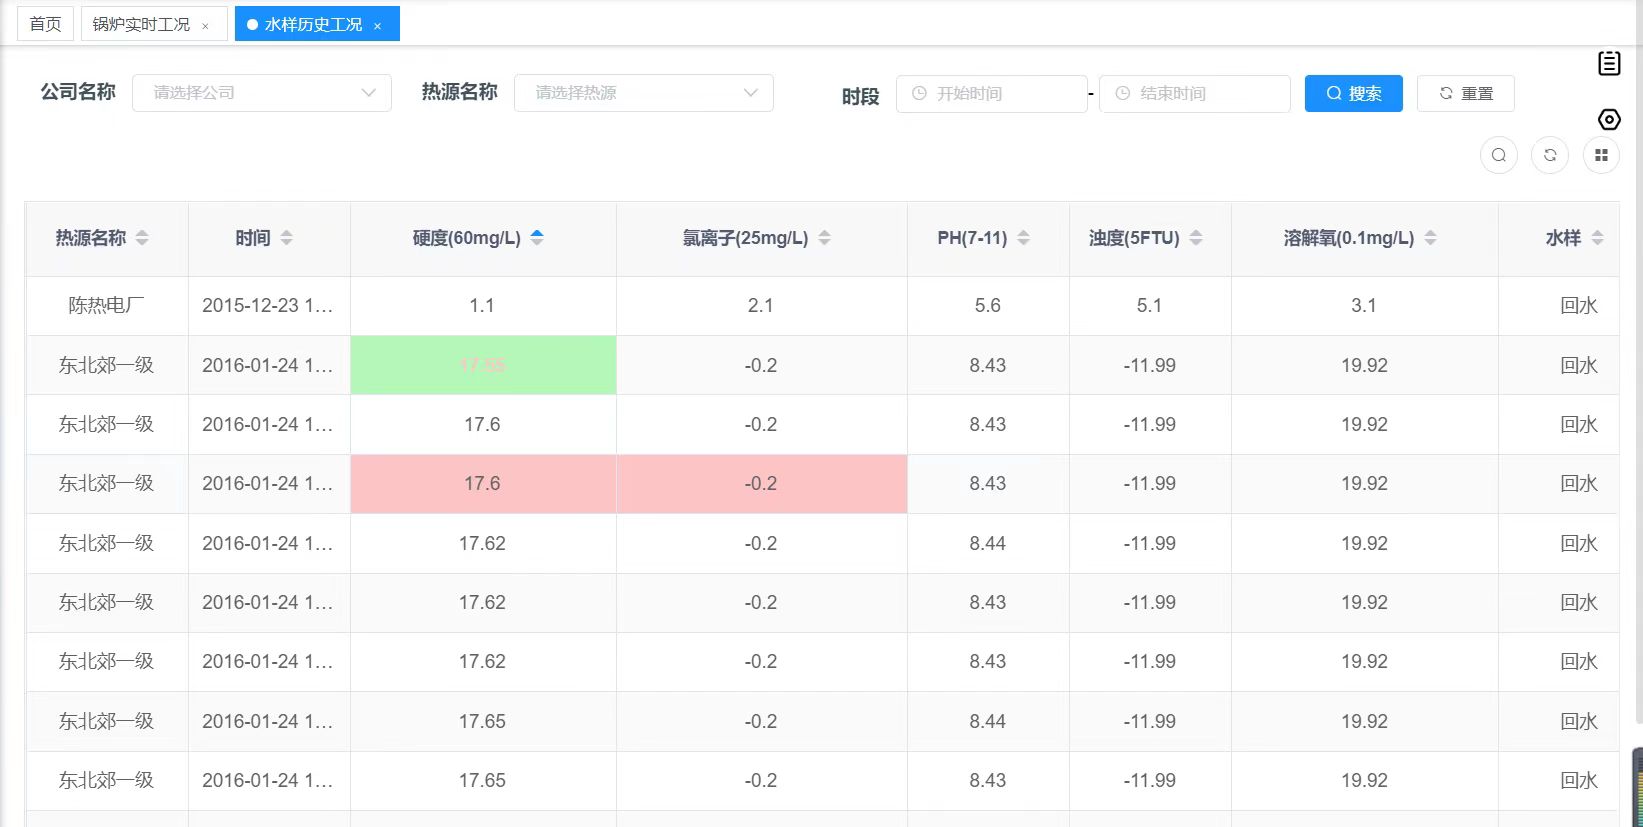 首页 锅炉实时工况 × 水样历史工况 ×
公司名称 请选择公司 热源名称 请选择热源 时段 开始时间 - 结束时间 搜索 重置
热源名称 时间 硬度(60mg/L) 氯离子(25mg/L) PH(7-11) 浊度(5FTU) 溶解氧(0.1mg/L) 水样
陈热电厂 2015-12-23 1... 1.1 2.1 5.6 5.1 3.1 回水
东北郊一级 2016-01-24 1... 17.55 -0.2 8.43 -11.99 19.92 回水
东北郊一级 2016-01-24 1... 17.6 -0.2 8.43 -11.99 19.92 回水
东北郊一级 2016-01-24 1... 17.6 -0.2 8.43 -11.99 19.92 回水
东北郊一级 2016-01-24 1... 17.62 -0.2 8.44 -11.99 19.92 回水
东北郊一级 2016-01-24 1... 17.62 -0.2 8.43 -11.99 19.92 回水
东北郊一级 2016-01-24 1... 17.62 -0.2 8.43 -11.99 19.92 回水
东北郊一级 2016-01-24 1... 17.65 -0.2 8.44 -11.99 19.92 回水
东北郊一级 2016-01-24 1... 17.65 -0.2 8.43 -11.99 19.92 回水